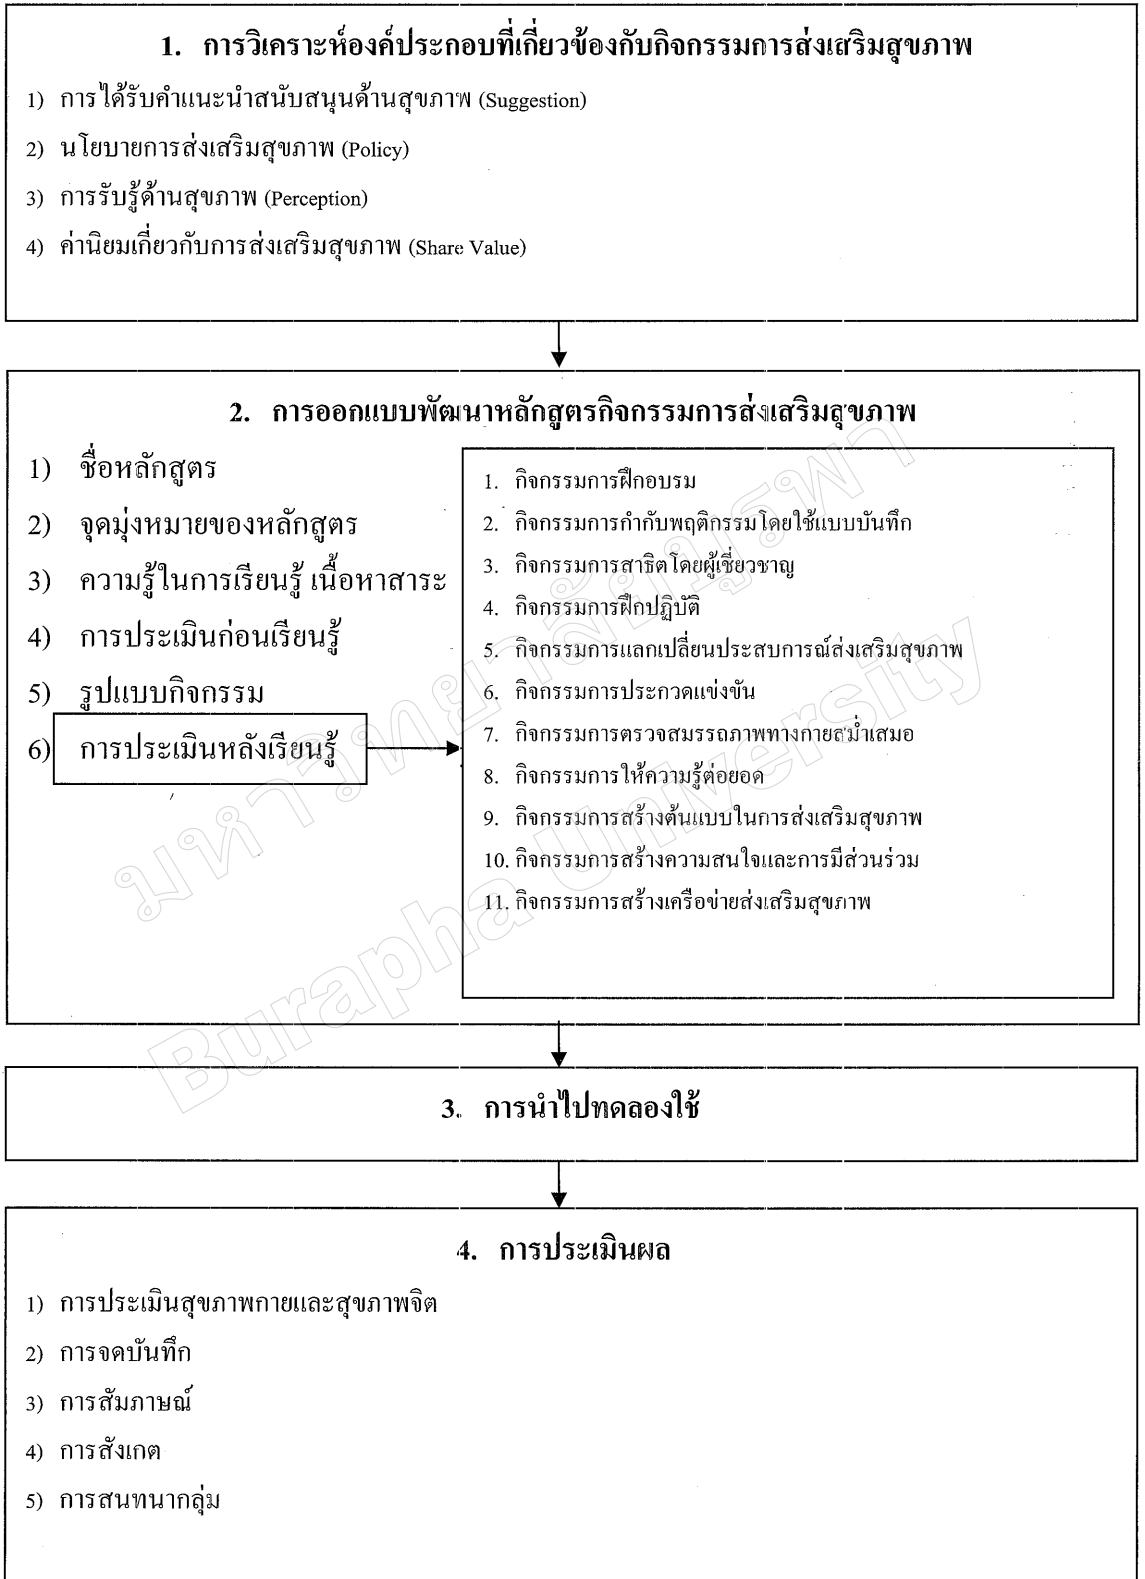 1. การวิเคราะห์องค์ประกอบที่เกี่ยวข้องกับกิจกรรมการส่งเสริมสุขภาพ
1) การได้รับคำแนะนำสนับสนุนด้านสุขภาพ (Suggestion)
2) นโยบายการส่งเสริมสุขภาพ (Policy)
3) การรับรู้ด้านสุขภาพ (Perception)
4) ค่านิยมเกี่ยวกับการส่งเสริมสุขภาพ (Share Value)
2. การออกแบบพัฒนาหลักสูตรกิจกรรมการส่งเสริมสุขภาพ
1) ชื่อหลักสูตร
2) จุดมุ่งหมายของหลักสูตร
3) ความรู้ในการเรียนรู้ เนื้อหาสาระ
4) การประเมินก่อนเรียนรู้
5) รูปแบบกิจกรรม
6) การประเมินหลังเรียนรู้
1. กิจกรรมการฝึกอบรม
2. กิจกรรมการกำกับพฤติกรรมโดยใช้แบบบันทึก
3. กิจกรรมการสาธิตโดยผู้เชี่ยวชาญ
4. กิจกรรมการฝึกปฏิบัติ
5. กิจกรรมการแลกเปลี่ยนประสบการณ์ส่งเสริมสุขภาพ
6. กิจกรรมการประกวดแข่งขัน
7. กิจกรรมการตรวจสมรรถภาพทางกายสม่ำเสมอ
8. กิจกรรมการให้ความรู้ต่อยอด
9. กิจกรรมการสร้างต้นแบบในการส่งเสริมสุขภาพ
10. กิจกรรมการสร้างความสนใจและการมีส่วนร่วม
11. กิจกรรมการสร้างเครือข่ายส่งเสริมสุขภาพ
มหาวิทยาลัยบูรพา
Burapha University
3. การนำไปทดลองใช้
4. การประเมินผล
1) การประเมินสุขภาพกายและสุขภาพจิต
2) การจดบันทึก
3) การสัมภาษณ์
4) การสังเกต
5) การสนทนากลุ่ม